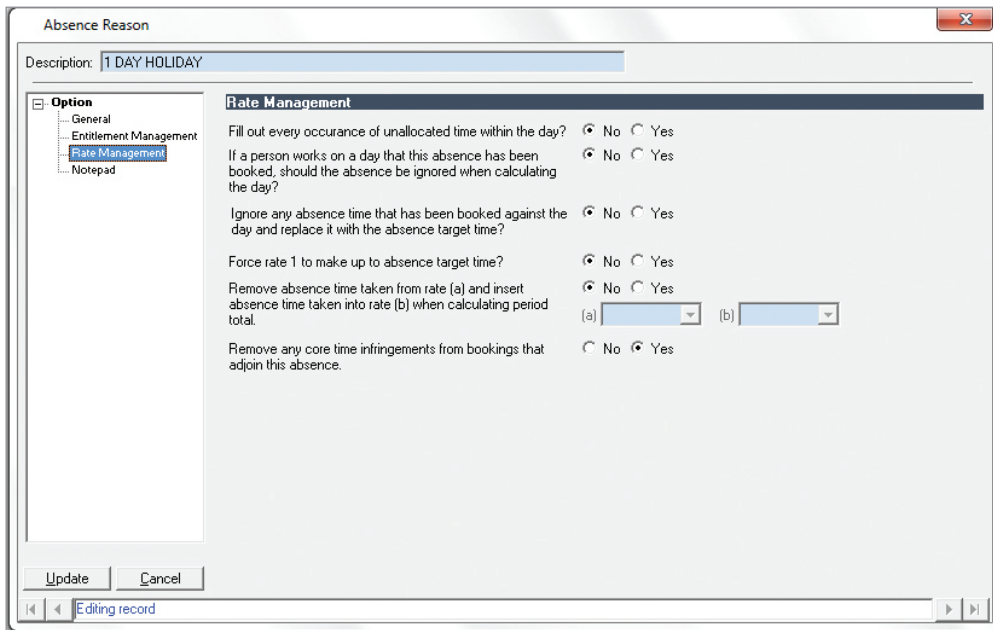 Absence Reason
Description: 1 DAY HOLIDAY
Option
General
Entitlement Management
Rate Management
Notepad
Rate Management
Fill out every occurance of unallocated time within the day? No Yes
If a person works on a day that this absence has been No Yes
booked, should the absence be ignored when calculating
the day?
Ignore any absence time that has been booked against the No Yes
day and replace it with the absence target time?
Force rate 1 to make up to absence target time? No Yes
Remove absence time taken from rate (a) and insert No Yes
absence time taken into rate (b) when calculating period
total.
(a) (b)
Remove any core time infringements from bookings that No Yes
adjoin this absence.
Update Cancel
Editing record